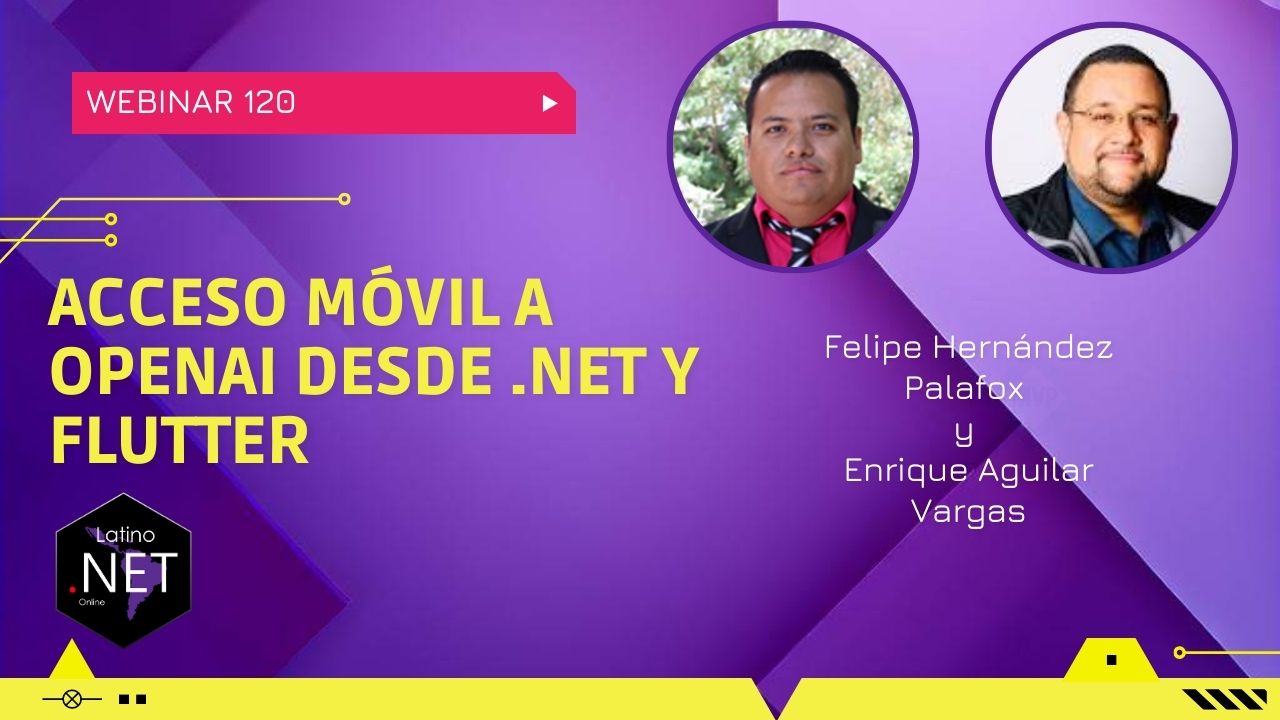 WEBINAR 120
ACCESO MÓVIL A
OPENAI DESDE .NET Y
FLUTTER
Felipe Hernández
Palafox
y
Enrique Aguilar
Vargas
Latino
.NET
Online